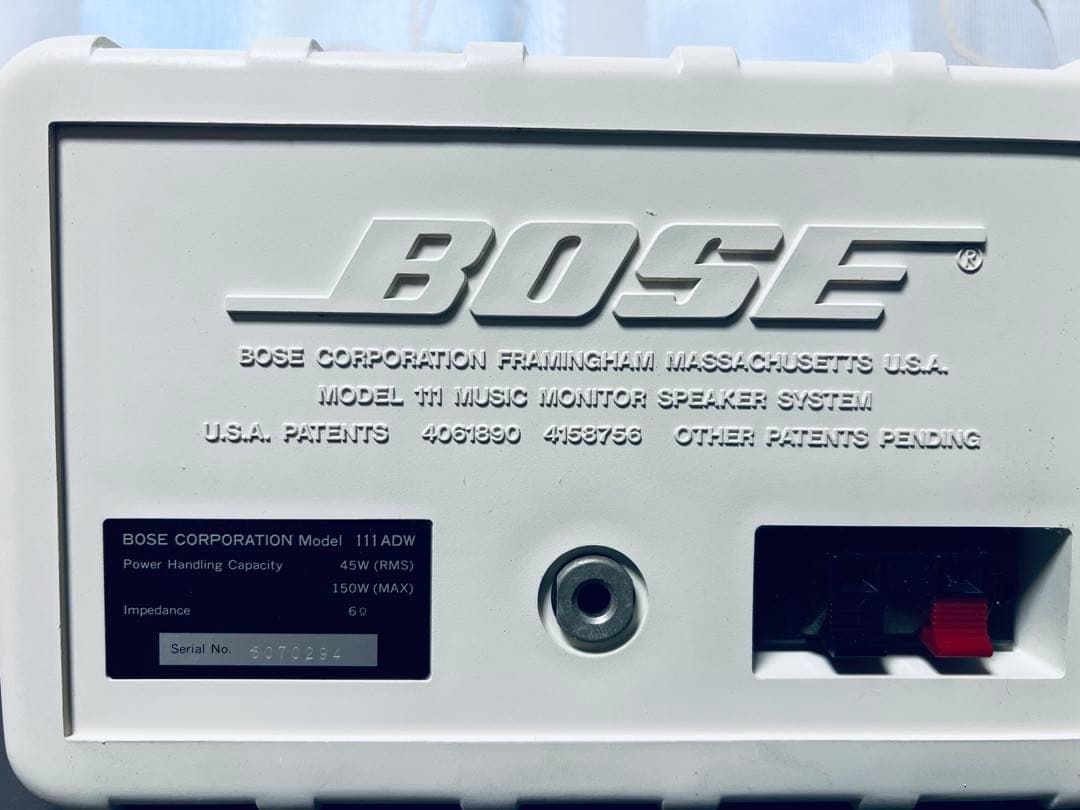 BOSE®
BOSE CORPORATION FRAMINGHAM MASSACHUSETTS U.S.A.
MODEL 111 MUSIC MONITOR SPEAKER SYSTEM
U.S.A. PATENTS 4061890 4158756 OTHER PATENTS PENDING
BOSE CORPORATION Model 111ADW
Power Handling Capacity 45W (RMS)
150W (MAX)
Impedance 6Ω
Serial No.